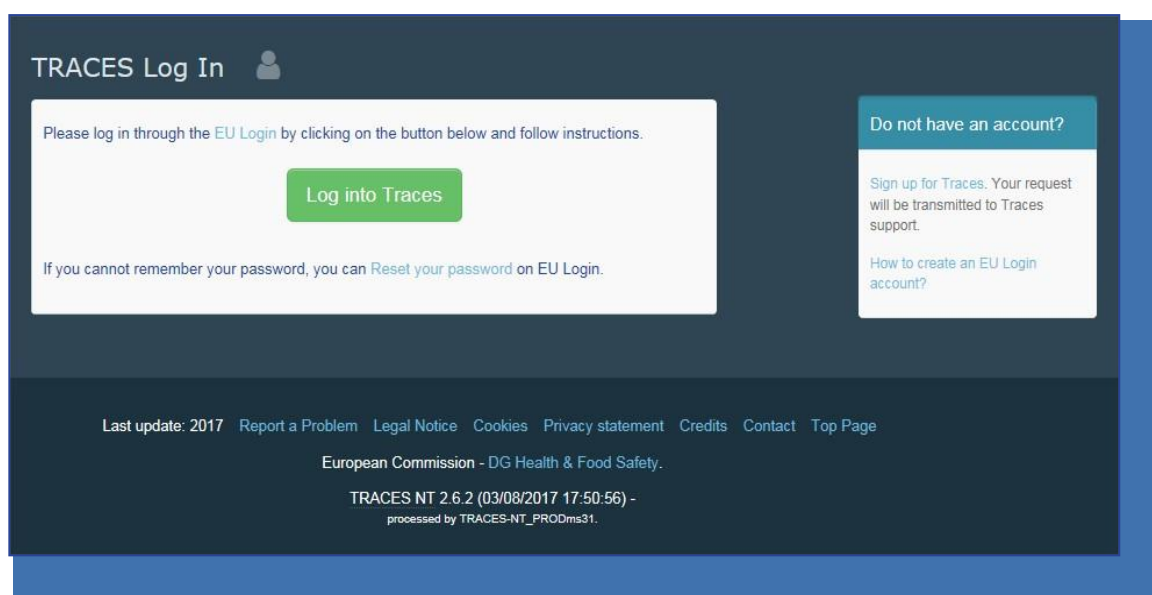 TRACES Log In
Please log in through the EU Login by clicking on the button below and follow instructions.
Log into Traces
If you cannot remember your password, you can Reset your password on EU Login.
Do not have an account?
Sign up for Traces. Your request
will be transmitted to Traces
support.
How to create an EU Login
account?
Last update: 2017 Report a Problem Legal Notice Cookies Privacy statement Credits Contact Top Page
European Commission - DG Health & Food Safety.
TRACES NT 2.6.2 (03/08/2017 17:50:56) -
processed by TRACES-NT_PRODms31.